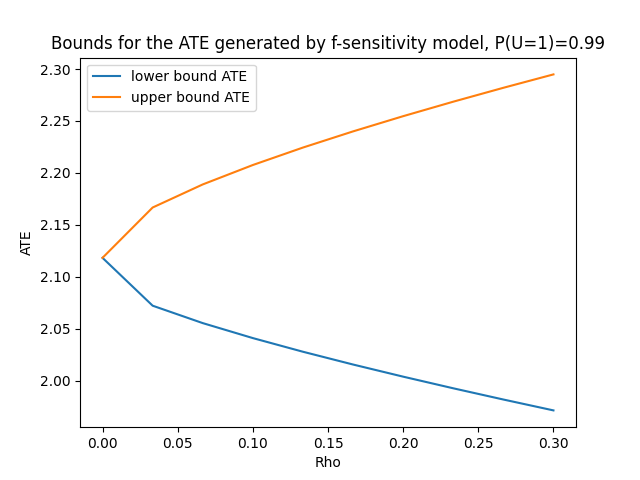 Bounds for the ATE generated by f-sensitivity model, P(U=1)=0.99
lower bound ATE
upper bound ATE
2.30
2.25
2.20
2.15
2.10
2.05
2.00
ATE
0.00 0.05 0.10 0.15 0.20 0.25 0.30
Rho